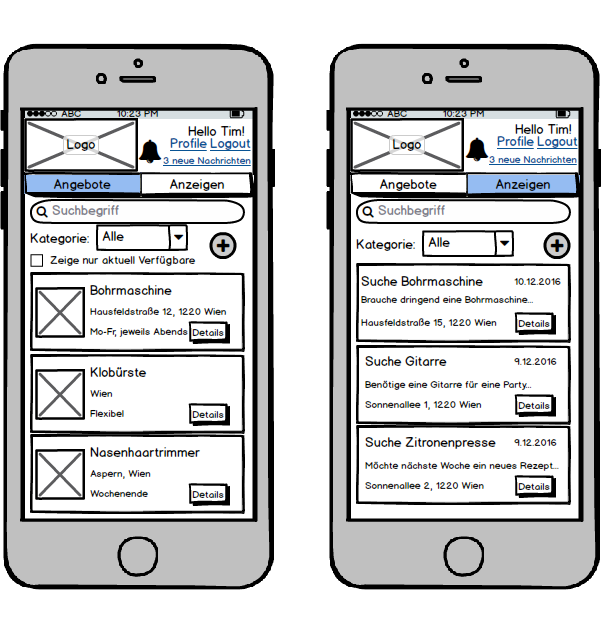 ABC 10:23 PM
Logo
Hello Tim!
Profile Logout
3 neue Nachrichten
Angebote Anzeigen
Suchbegriff
Kategorie: Alle
Zeige nur aktuell Verfügbare
Bohrmaschine
Hausfeldstraße 12, 1220 Wien
Mo-Fr, jeweils Abends Details
Klobürste
Wien
Flexibel Details
Nasenhaartrimmer
Aspern, Wien
Wochenende Details
ABC 10:23 PM
Logo
Hello Tim!
Profile Logout
3 neue Nachrichten
Angebote Anzeigen
Suchbegriff
Kategorie: Alle
Suche Bohrmaschine 10.12.2016
Brauche dringend eine Bohrmaschine...
Hausfeldstraße 15, 1220 Wien Details
Suche Gitarre 9.12.2016
Benötige eine Gitarre für eine Party...
Sonnenallee 1, 1220 Wien Details
Suche Zitronenpresse 9.12.2016
Möchte nächste Woche ein neues Rezept...
Sonnenallee 2, 1220 Wien Details